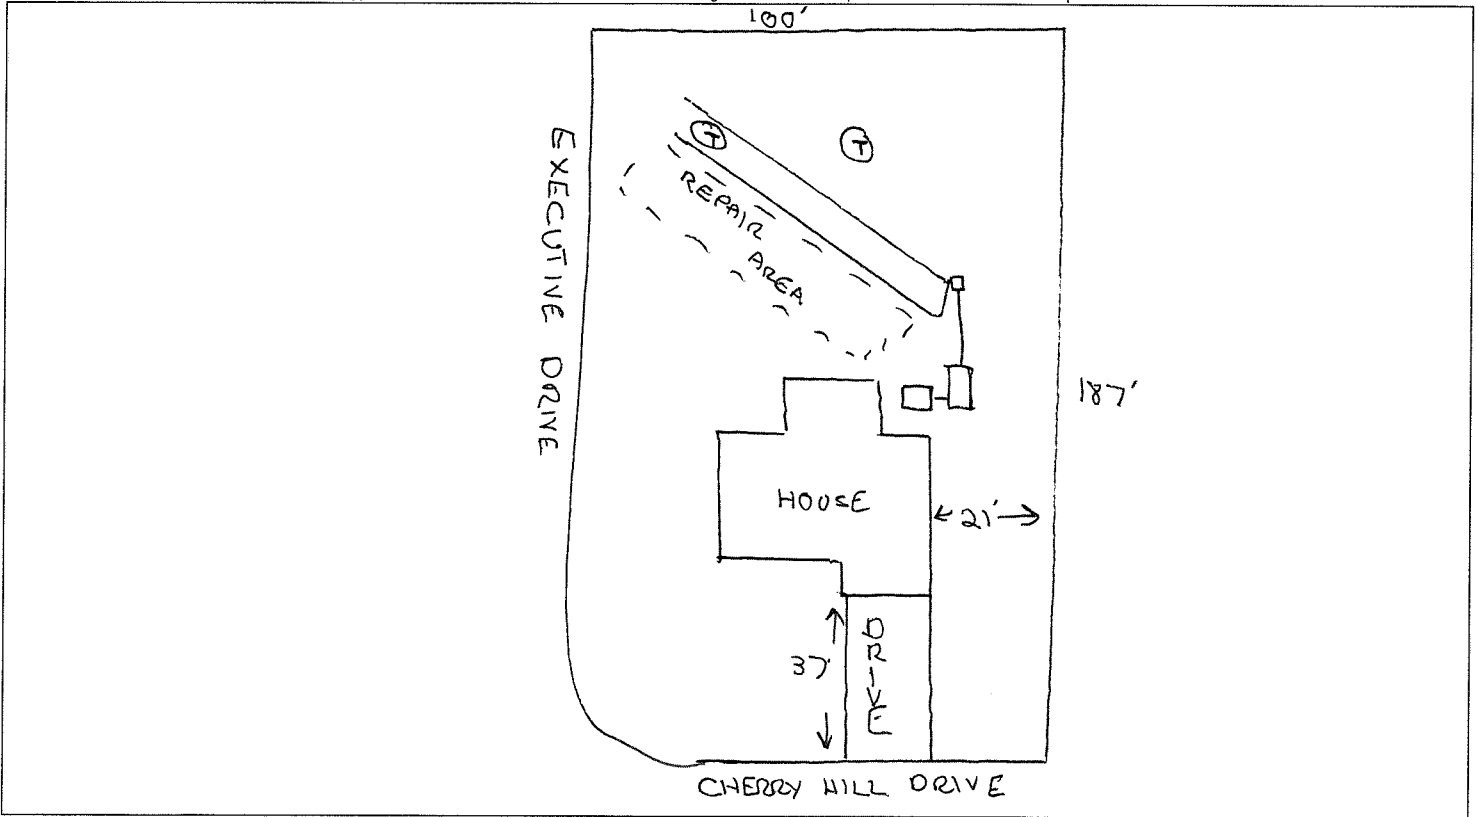 100'
EXECUTIVE DRIVE
T
T
REPAIR
AREA
187'
HOUSE
21'
37'
DRIVE
CHERRY HILL DRIVE